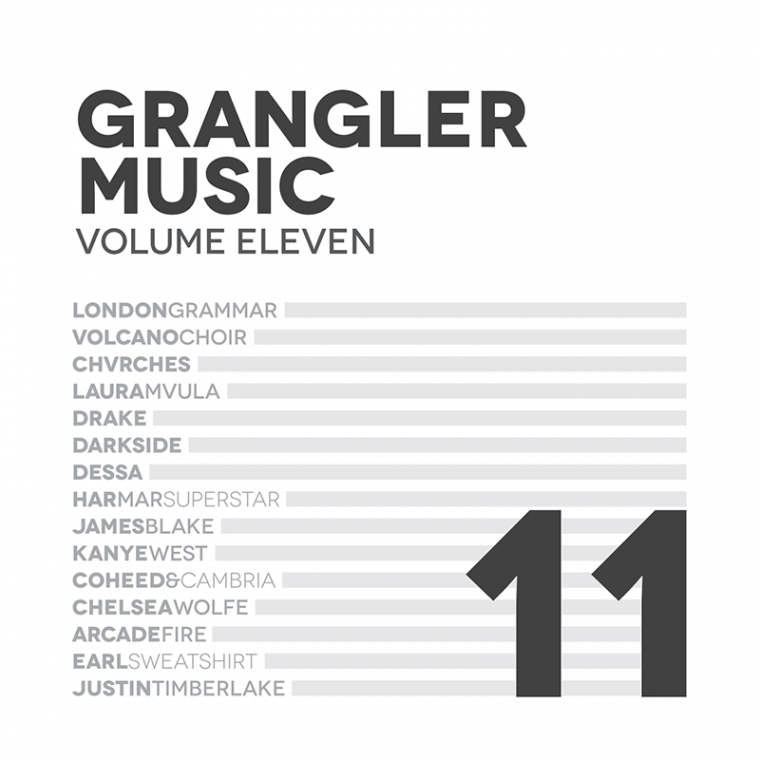 GRANGLER
MUSIC
VOLUME ELEVEN
LONDONGRAMMAR
VOLCANOCHOIR
CHVRCHES
LAURAMVULA
DRAKE
DARKSIDE
DESSA
HARMARSUPERSTAR
JAMESBLAKE
KANYEWEST
COHEED&CAMBRIA
CHELSEAWOLFE
ARCADEFIRE
EARLSWEATSHIRT
JUSTINTIMBERLAKE
11